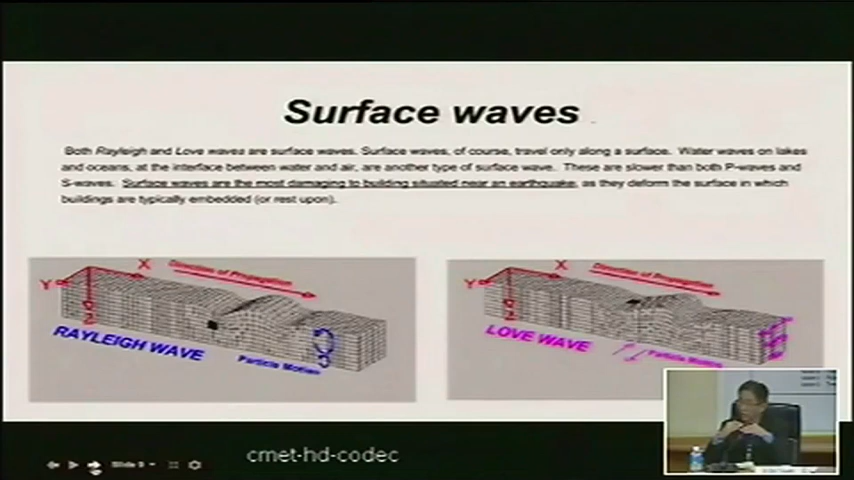 Surface waves
Both Rayleigh and Love waves are surface waves. Surface waves, of course, travel only along a surface. Water waves on lakes
and oceans, at the interface between water and air, are another type of surface wave. These are slower than both P-waves and
S-waves. Surface waves are the most damaging to building situated near an earthquake, as they deform the surface in which
buildings are typically embedded (or rest upon).
X
Direction of Propagation
Y
Z
RAYLEIGH WAVE
Particle Motion
X
Direction of Propagation
Y
Z
LOVE WAVE
Particle Motion
cmet-hd-codec
Slide 9